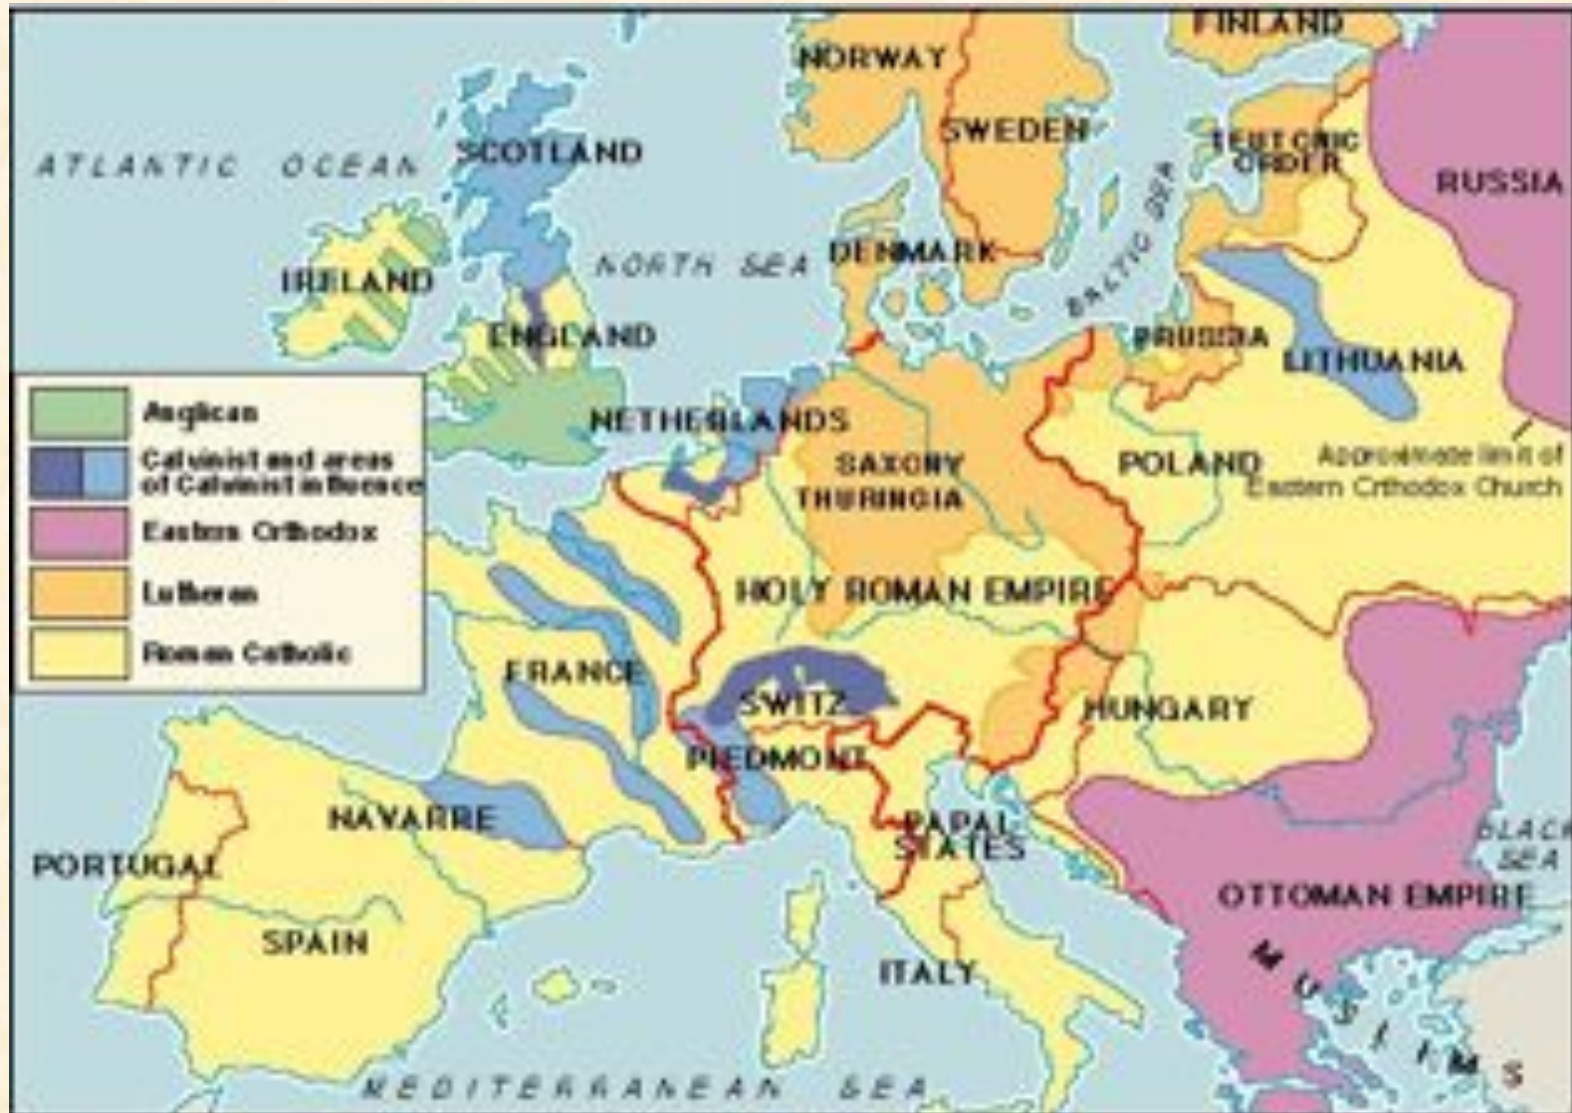 FINLAND
NORWAY
SWEDEN
TEUTONIC
ORDER
RUSSIA
SCOTLAND
ATLANTIC OCEAN
BALTIC SEA
NORTH SEA
DENMARK
IRELAND
ENGLAND
PRUSSIA
LITHUANIA
NETHERLANDS
Anglican
Calvinist and areas
of Calvinist influence
Eastern Orthodox
Lutheran
Roman Catholic
SAXONY
THURINGIA
POLAND
Approximate limit of
Eastern Orthodox Church
HOLY ROMAN EMPIRE
FRANCE
SWITZ
HUNGARY
PIEDMONT
NAVARRE
PAPAL
STATES
BLACK
SEA
PORTUGAL
OTTOMAN EMPIRE
SPAIN
ITALY
MUSLIMS
MEDITERRANEAN SEA